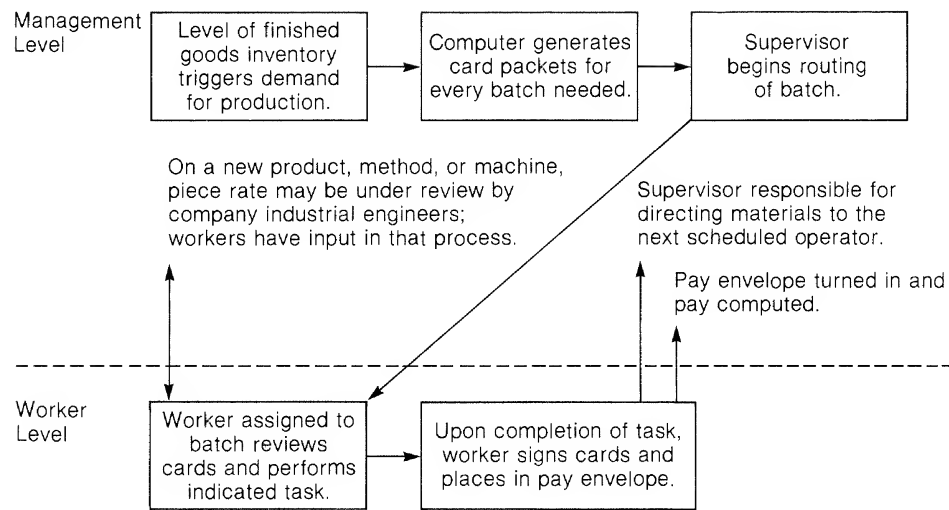 Management
Level
Level of finished
goods inventory
triggers demand
for production.
Computer generates
card packets for
every batch needed.
Supervisor
begins routing
of batch.
On a new product, method, or machine,
piece rate may be under review by
company industrial engineers;
workers have input in that process.
Supervisor responsible for
directing materials to the
next scheduled operator.
Pay envelope turned in and
pay computed.
Worker
Level
Worker assigned to
batch reviews
cards and performs
indicated task.
Upon completion of task,
worker signs cards and
places in pay envelope.